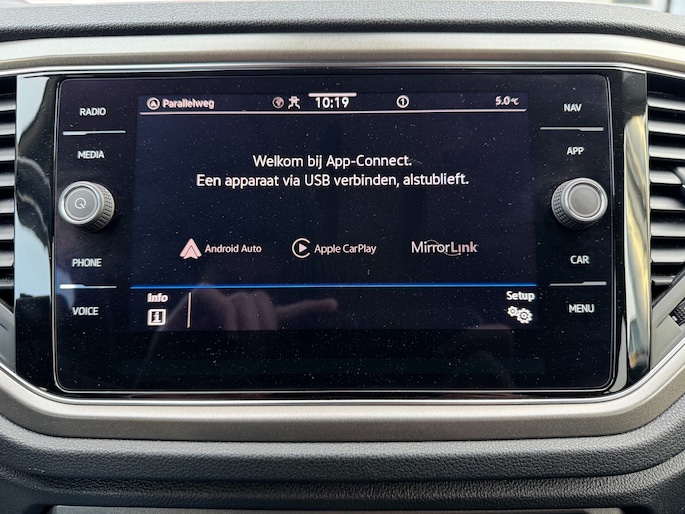 RADIO
MEDIA
PHONE
VOICE
Parallelweg 10:19 1 5.0°C
Welkom bij App-Connect.
Een apparaat via USB verbinden, alstublieft.
Android Auto Apple CarPlay MirrorLink
Info Setup
NAV
APP
CAR
MENU